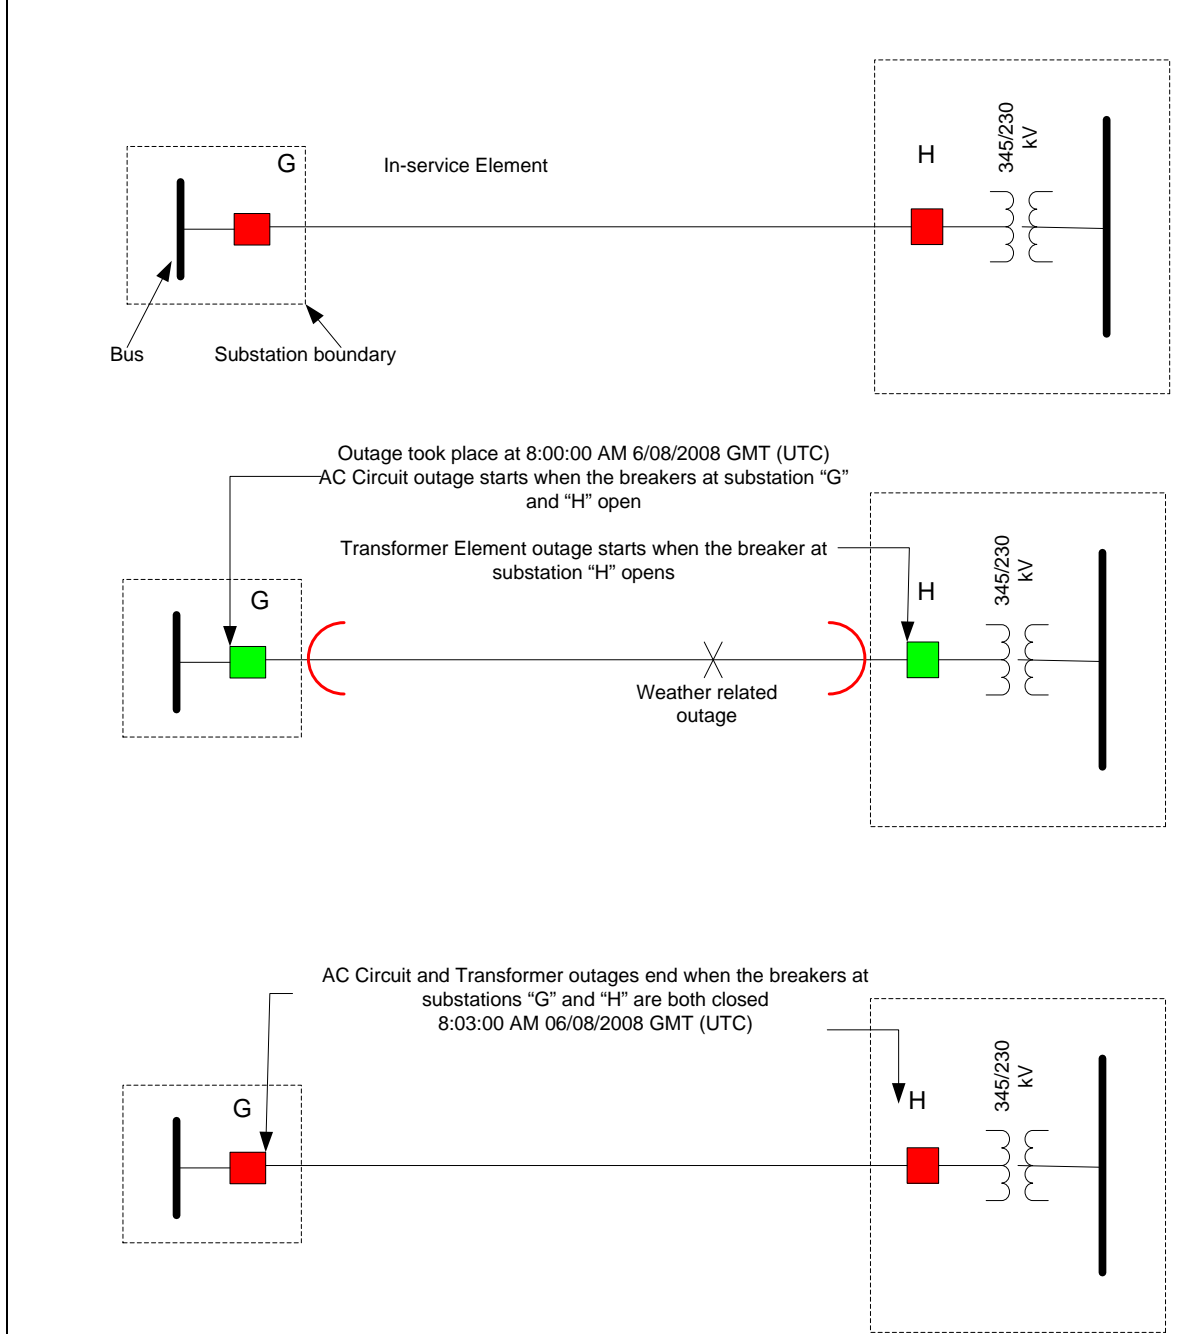 G
In-service Element
H
345/230
kV
Bus
Substation boundary
Outage took place at 8:00:00 AM 6/08/2008 GMT (UTC)
AC Circuit outage starts when the breakers at substation “G”
and “H” open
Transformer Element outage starts when the breaker at
substation “H” opens
G
H
345/230
kV
Weather related
outage
AC Circuit and Transformer outages end when the breakers at
substations “G” and “H” are both closed
8:03:00 AM 06/08/2008 GMT (UTC)
G
H
345/230
kV